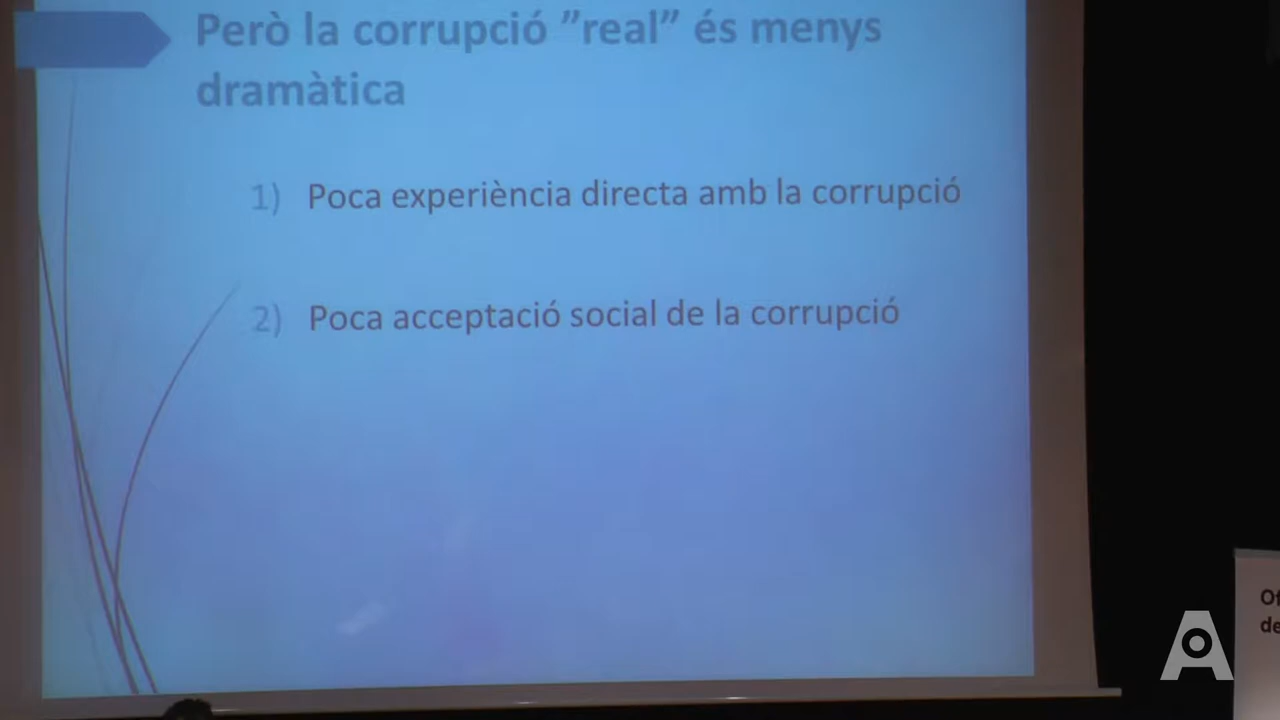 Però la corrupció ”real” és menys
dramàtica
1) Poca experiència directa amb la corrupció
2) Poca acceptació social de la corrupció
de